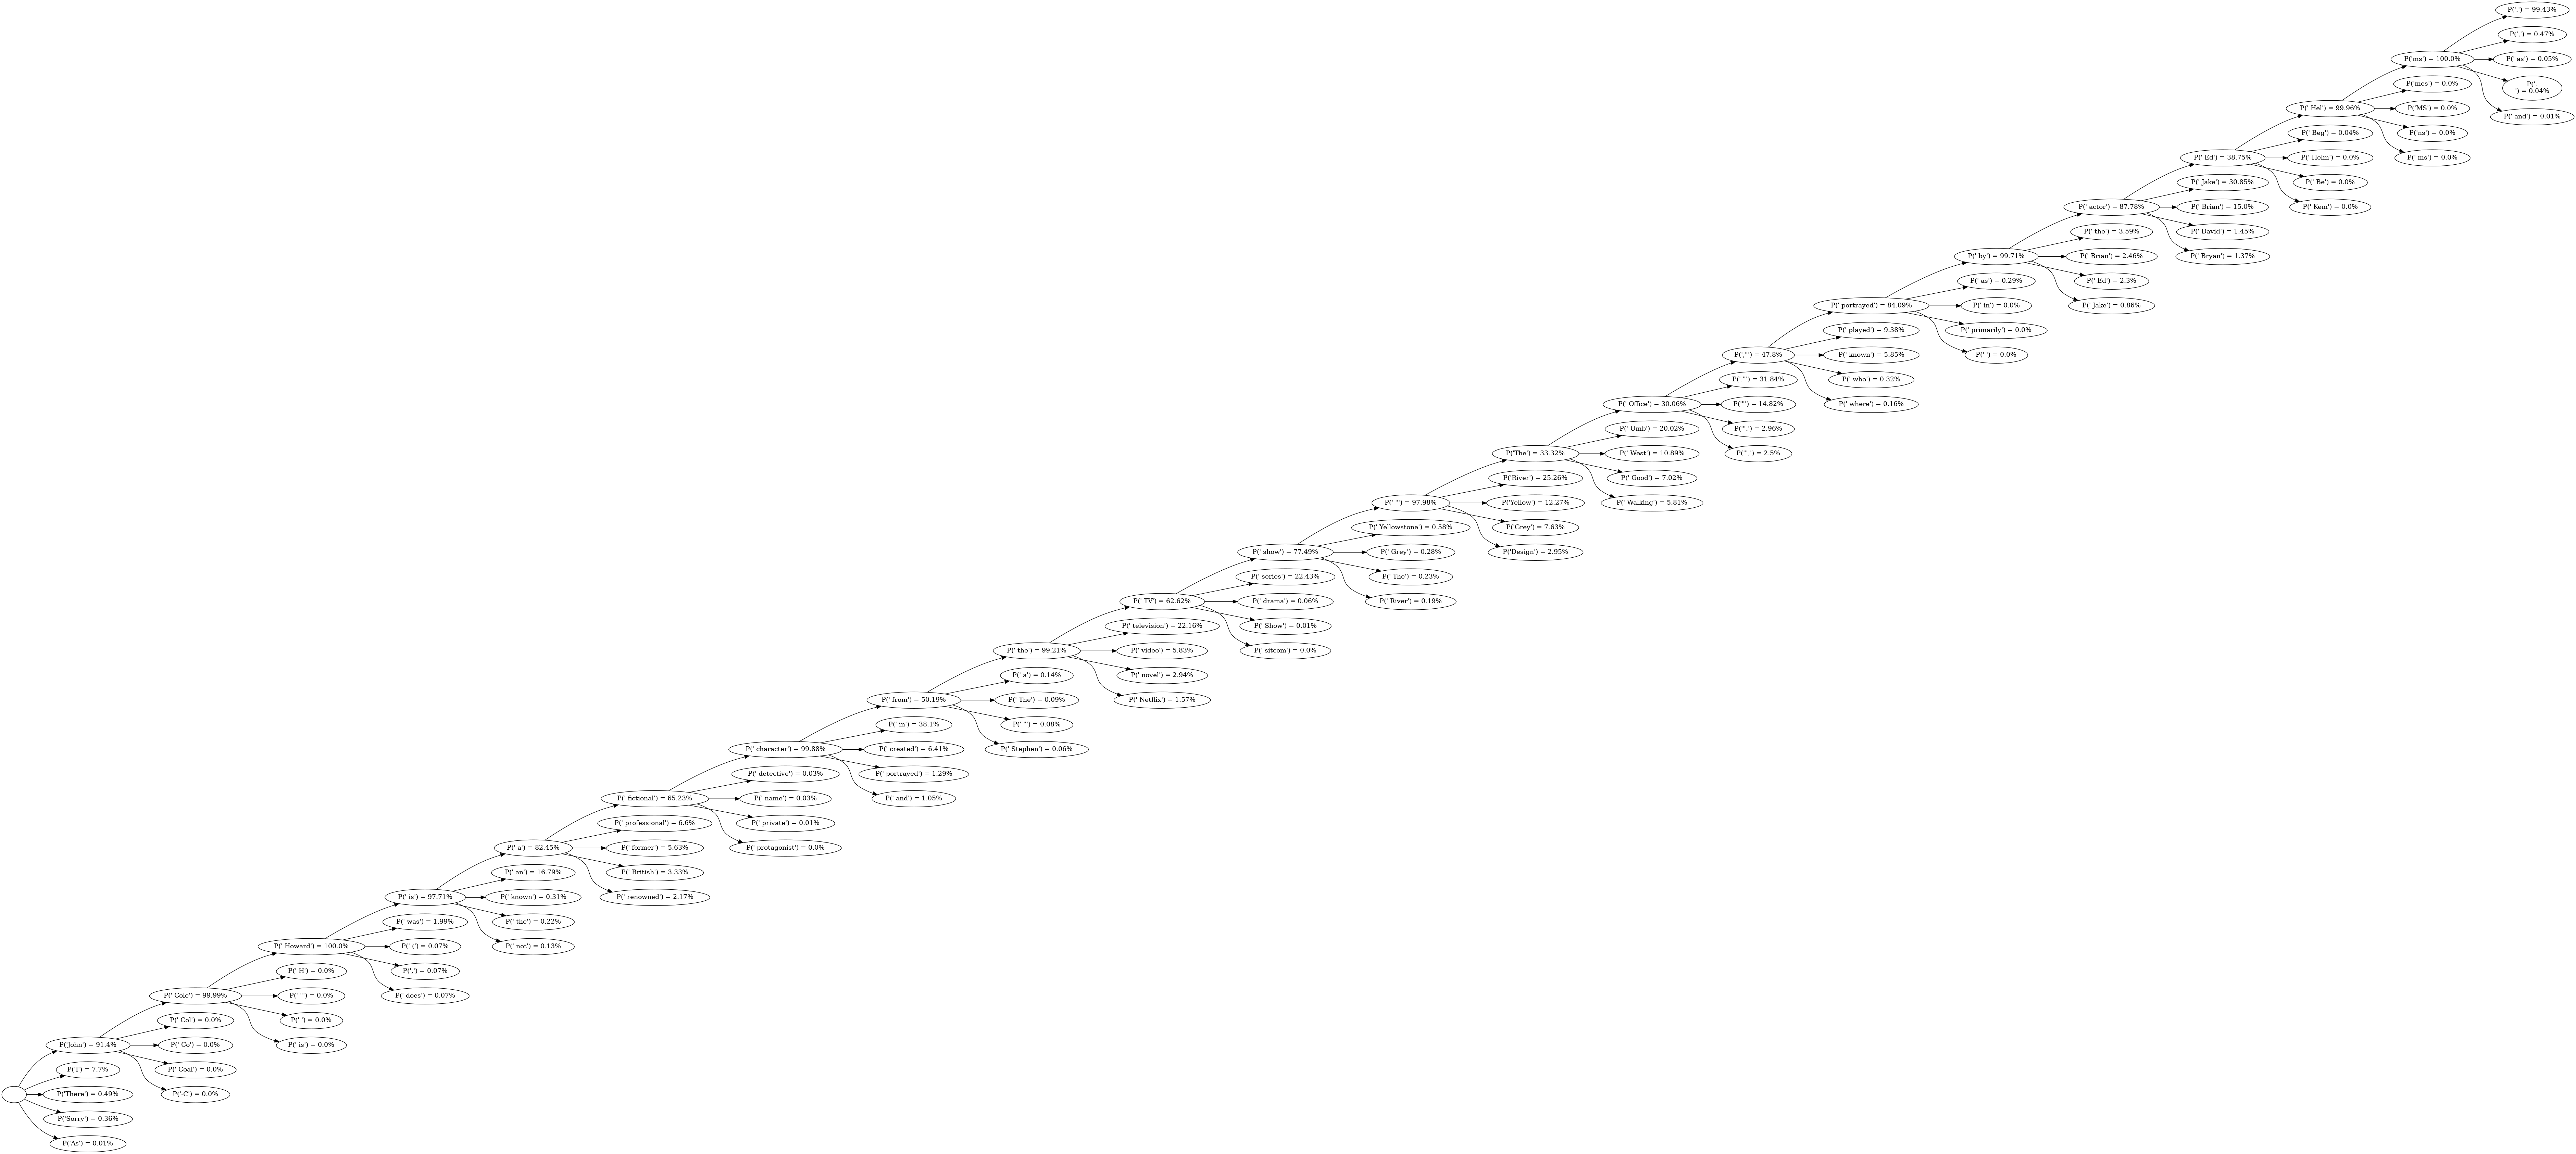 P('John') = 91.4%
P('I') = 7.7%
P('There') = 0.49%
P('Sorry') = 0.36%
P('As') = 0.01%
P(' Cole') = 99.99%
P(' Col') = 0.0%
P(' Co') = 0.0%
P(' Coal') = 0.0%
P('-C') = 0.0%
P(' Howard') = 100.0%
P(' H') = 0.0%
P(' "') = 0.0%
P(' ') = 0.0%
P(' is') = 0.0%
P(' is') = 97.71%
P(' was') = 1.99%
P(' (') = 0.07%
P(',') = 0.07%
P(' does') = 0.07%
P(' a') = 82.45%
P(' an') = 16.79%
P(' known') = 0.31%
P(' the') = 0.22%
P(' not') = 0.13%
P(' fictional') = 65.23%
P(' professional') = 6.6%
P(' former') = 5.63%
P(' British') = 3.33%
P(' renowned') = 2.17%
P(' character') = 99.88%
P(' detective') = 0.03%
P(' name') = 0.03%
P(' private') = 0.01%
P(' protagonist') = 0.0%
P(' from') = 50.19%
P(' in') = 38.1%
P(' created') = 6.41%
P(' portrayed') = 1.29%
P(' and') = 1.05%
P(' the') = 99.21%
P(' a') = 0.14%
P(' The') = 0.09%
P(' "') = 0.08%
P(' Stephen') = 0.06%
P(' TV') = 62.62%
P(' television') = 22.16%
P(' video') = 5.83%
P(' novel') = 2.94%
P(' Netflix') = 1.57%
P(' show') = 77.49%
P(' series') = 22.43%
P(' drama') = 0.06%
P(' Show') = 0.01%
P(' sitcom') = 0.0%
P(' "') = 97.98%
P(' Yellowstone') = 0.58%
P(' Grey') = 0.28%
P(' The') = 0.23%
P(' River') = 0.19%
P('The') = 33.32%
P('River') = 25.26%
P('Yellow') = 12.27%
P('Grey') = 7.63%
P('Design') = 2.95%
P(' Office') = 30.06%
P(' Umb') = 20.02%
P(' West') = 10.89%
P(' Good') = 7.02%
P(' Walking') = 5.81%
P(',"') = 47.8%
P('."') = 31.84%
P('"') = 14.82%
P('".') = 2.96%
P('",') = 2.5%
P(' portrayed') = 84.09%
P(' played') = 9.38%
P(' known') = 5.85%
P(' who') = 0.32%
P(' where') = 0.16%
P(' by') = 99.71%
P(' as') = 0.29%
P(' in') = 0.0%
P(' primarily') = 0.0%
P(' ') = 0.0%
P(' actor') = 87.78%
P(' the') = 3.59%
P(' Brian') = 2.46%
P(' Ed') = 2.3%
P(' Jake') = 0.86%
P(' Ed') = 38.75%
P(' Jake') = 30.85%
P(' Brian') = 15.0%
P(' David') = 1.45%
P(' Bryan') = 1.37%
P(' Hel') = 99.96%
P(' Beg') = 0.04%
P(' Helm') = 0.0%
P(' Be') = 0.0%
P(' Kem') = 0.0%
P('ms') = 100.0%
P('mes') = 0.0%
P('MS') = 0.0%
P('ns') = 0.0%
P(' ms') = 0.0%
P('.') = 99.43%
P(',') = 0.47%
P(' as') = 0.05%
P('.
') = 0.04%
P(' and') = 0.01%